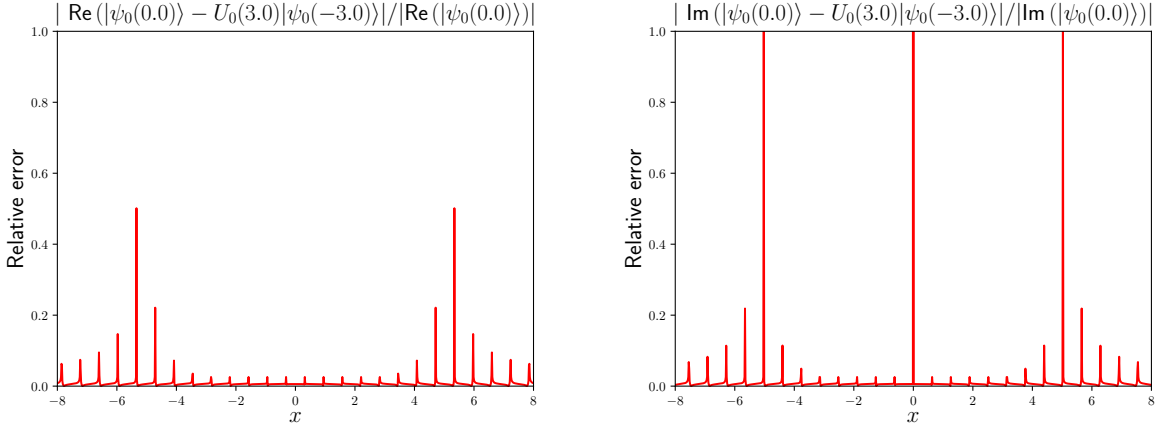 | Re(|ψ₀(0.0)⟩ − U₀(3.0)|ψ₀(−3.0)⟩|/|Re(|ψ₀(0.0)⟩)|
1.0
0.8
0.6
0.4
0.2
0.0
Relative error
−8 −6 −4 −2 0 2 4 6 8
x
| Im(|ψ₀(0.0)⟩ − U₀(3.0)|ψ₀(−3.0)⟩|/|Im(|ψ₀(0.0)⟩)|
1.0
0.8
0.6
0.4
0.2
0.0
Relative error
−8 −6 −4 −2 0 2 4 6 8
x